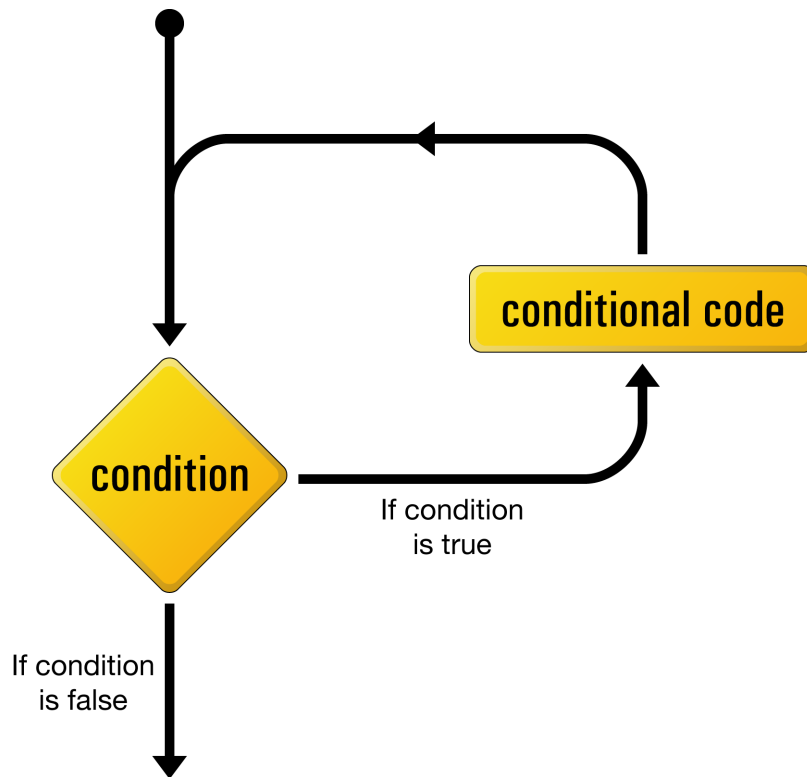 conditional code
condition
If condition
is true
If condition
is false